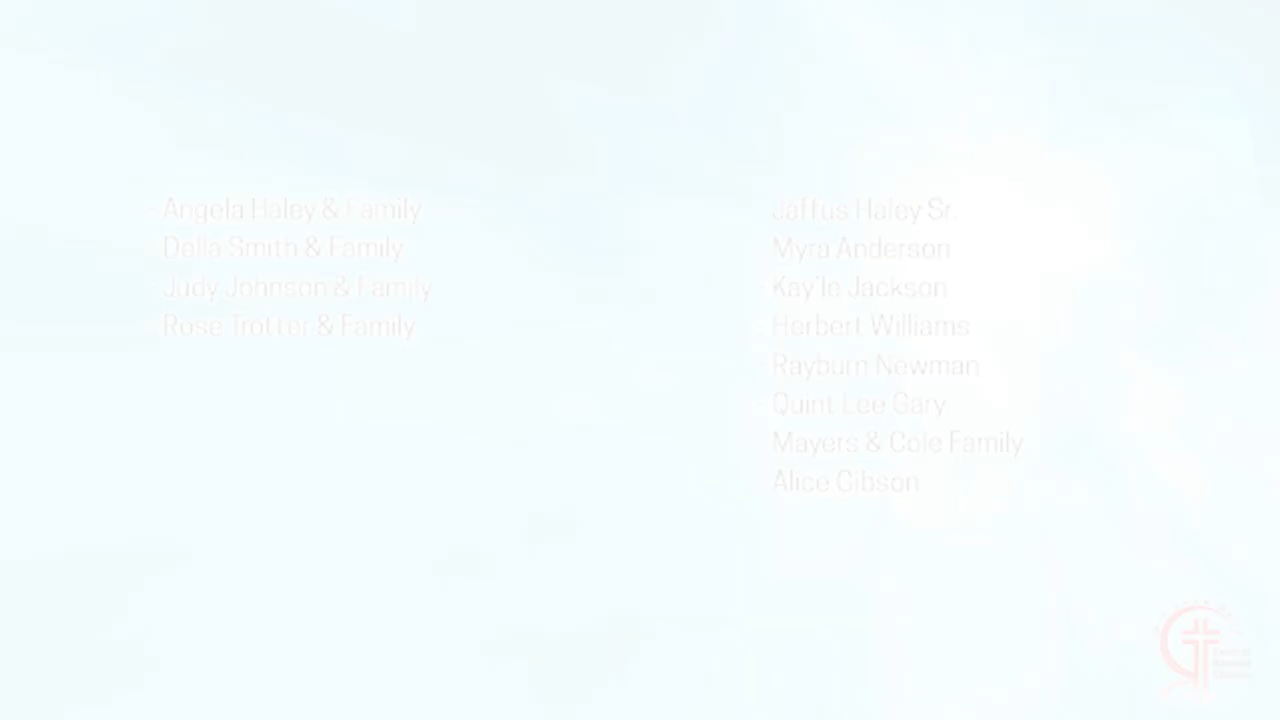 Angela Haley & Family
Della Smith & Family
Judy Johnson & Family
Rose Trotter & Family
Jaffus Haley Sr.
Myra Anderson
Kay'le Jackson
Herbert Williams
Rayburn Newman
Quint Lee Gary
Mayers & Cole Family
Alice Gibson